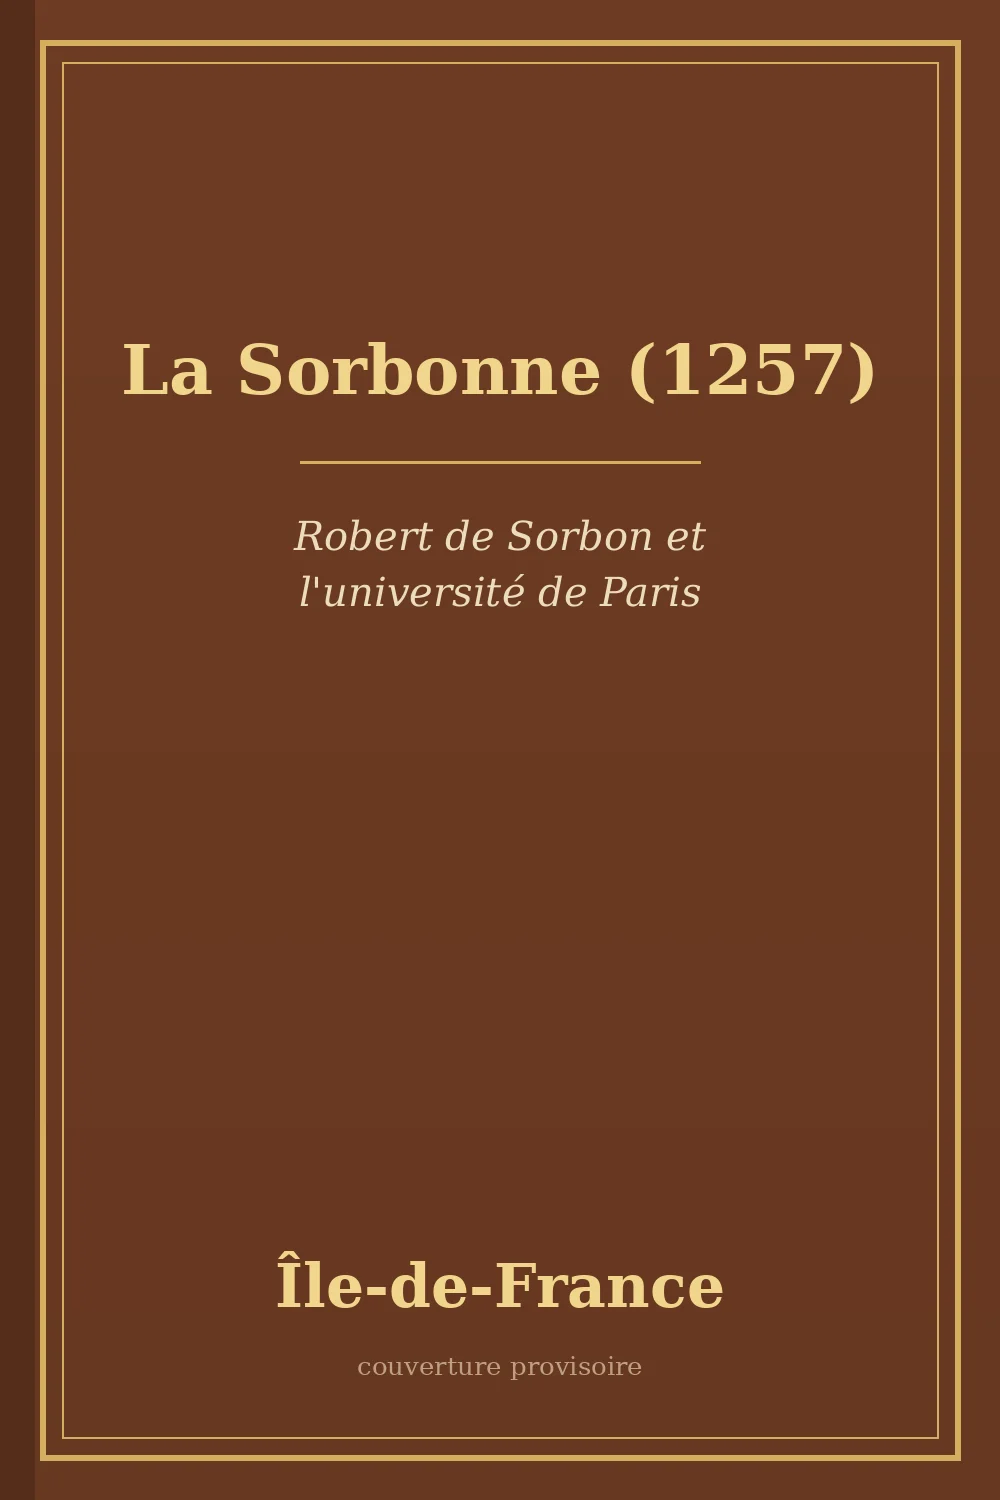 La Sorbonne (1257)
Robert de Sorbon et
l'université de Paris
Île-de-France
couverture provisoire